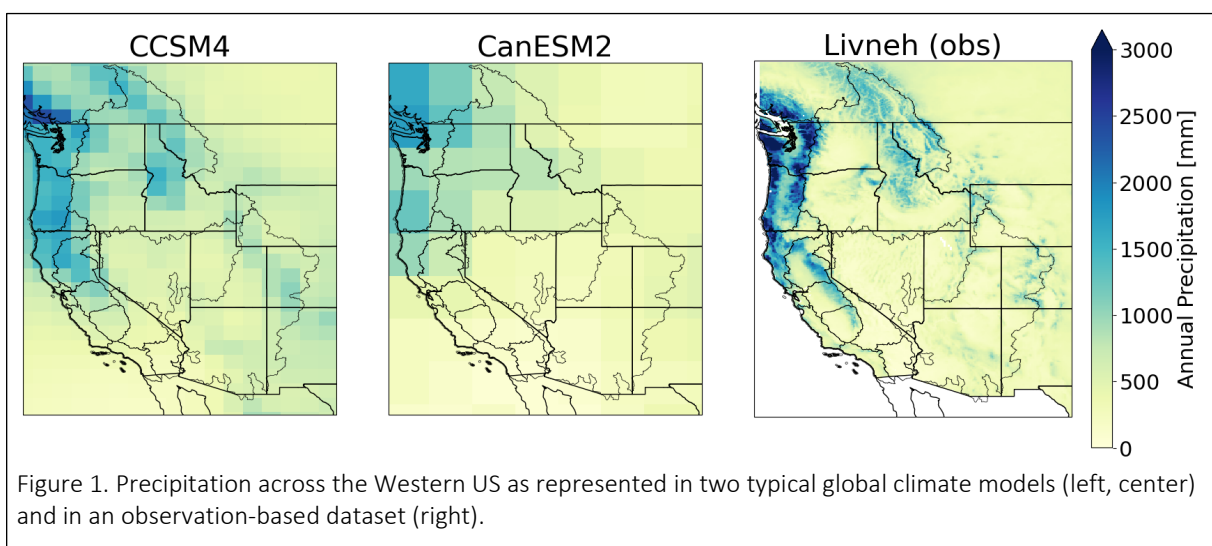 CCSM4
CanESM2
Livneh (obs)
3000
2500
2000
1500
1000
500
0
Annual Precipitation [mm]
Figure 1. Precipitation across the Western US as represented in two typical global climate models (left, center)
and in an observation-based dataset (right).